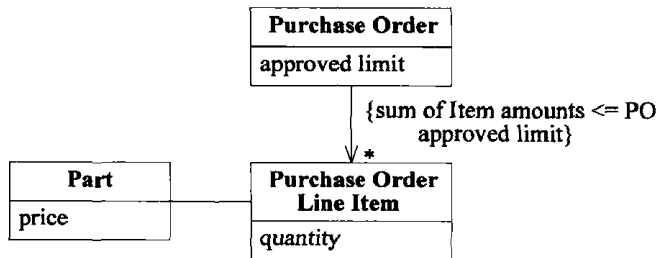 Purchase Order
approved limit
{sum of Item amounts <= PO
approved limit}
*
Part
price
Purchase Order
Line Item
quantity